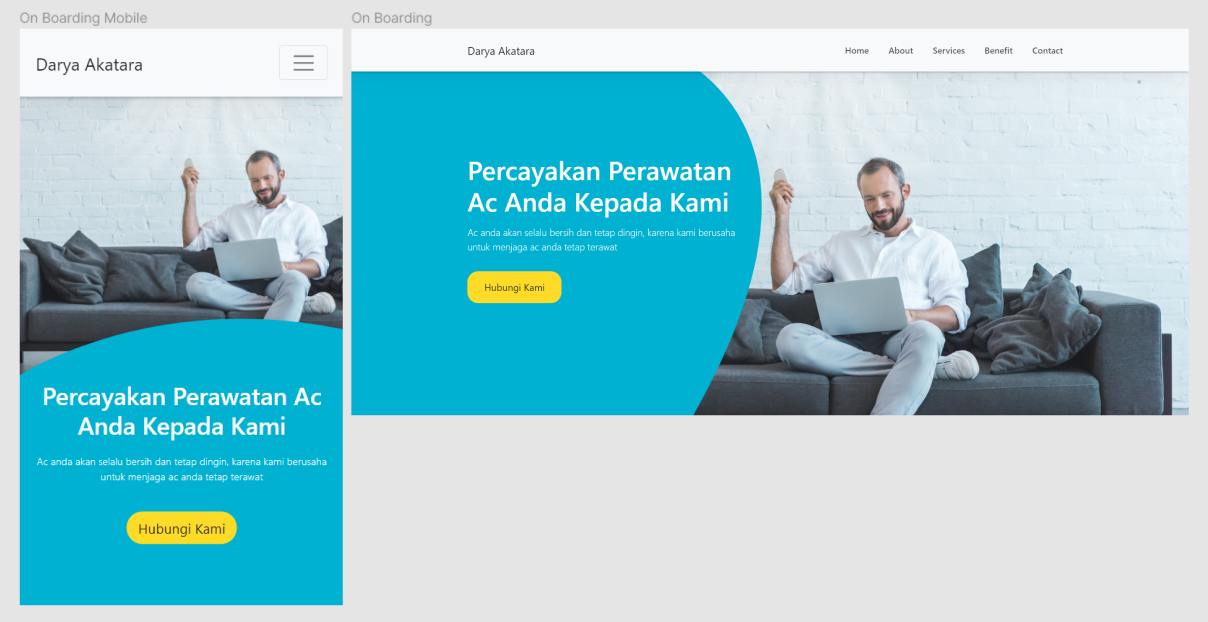 On Boarding Mobile
Darya Akatara
Percayakan Perawatan Ac
Anda Kepada Kami
Ac anda akan selalu bersih dan tetap dingin, karena kami berusaha
untuk menjaga ac anda tetap terawat
Hubungi Kami
On Boarding
Darya Akatara
Home About Services Benefit Contact
Percayakan Perawatan
Ac Anda Kepada Kami
Ac anda akan selalu bersih dan tetap dingin, karena kami berusaha
untuk menjaga ac anda tetap terawat
Hubungi Kami